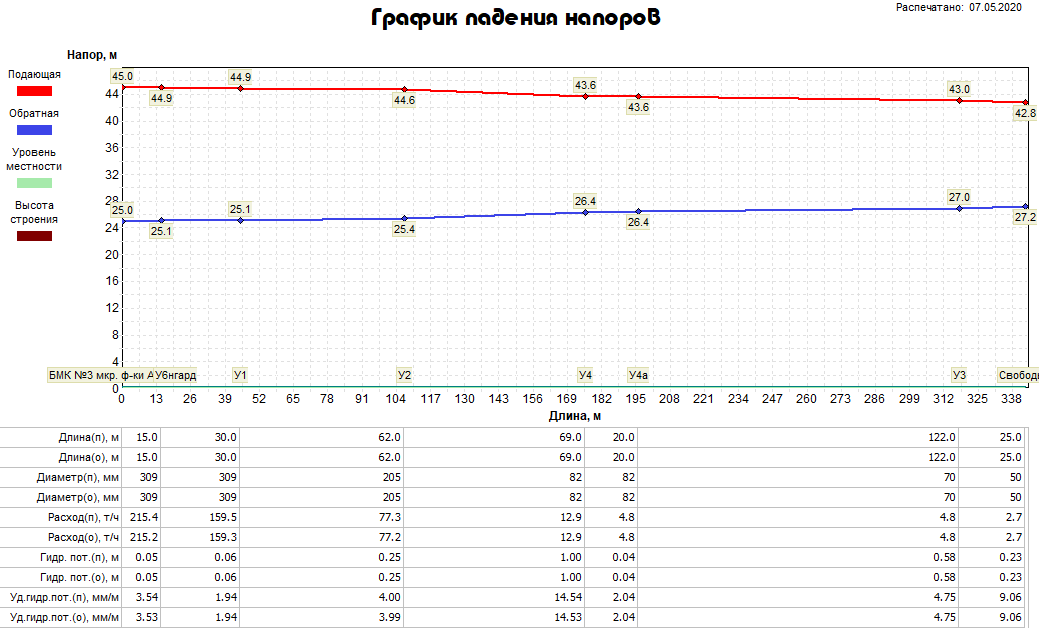 График падения напоров
Распечатано: 07.05.2020
Напор, м
Подающая
Обратная
Уровень
местности
Высота
строения
44
40
36
32
28
24
20
16
12
8
4
0
45.0
44.9
44.9
44.6
43.6
43.6
43.0
42.8
25.0
25.1
25.1
25.4
26.4
26.4
27.0
27.2
БМК №3 мкр. ф-ки А У6нгард У1 У2 У4 У4а У3 Свобод
0 13 26 39 52 65 78 91 104 117 130 143 156 169 182 195 208 221 234 247 260 273 286 299 312 325 338
Длина, м
Длина(п), м 15.0 30.0 62.0 69.0 20.0 122.0 25.0
Длина(о), м 15.0 30.0 62.0 69.0 20.0 122.0 25.0
Диаметр(п), мм 309 309 205 82 82 70 50
Диаметр(о), мм 309 309 205 82 82 70 50
Расход(п), т/ч 215.4 159.5 77.3 12.9 4.8 4.8 2.7
Расход(о), т/ч 215.2 159.3 77.2 12.9 4.8 4.8 2.7
Гидр. пот.(п), м 0.05 0.06 0.25 1.00 0.04 0.58 0.23
Гидр. пот.(о), м 0.05 0.06 0.25 1.00 0.04 0.58 0.23
Уд.гидр.пот.(п), мм/м 3.54 1.94 4.00 14.54 2.04 4.75 9.06
Уд.гидр.пот.(о), мм/м 3.53 1.94 3.99 14.53 2.04 4.75 9.06